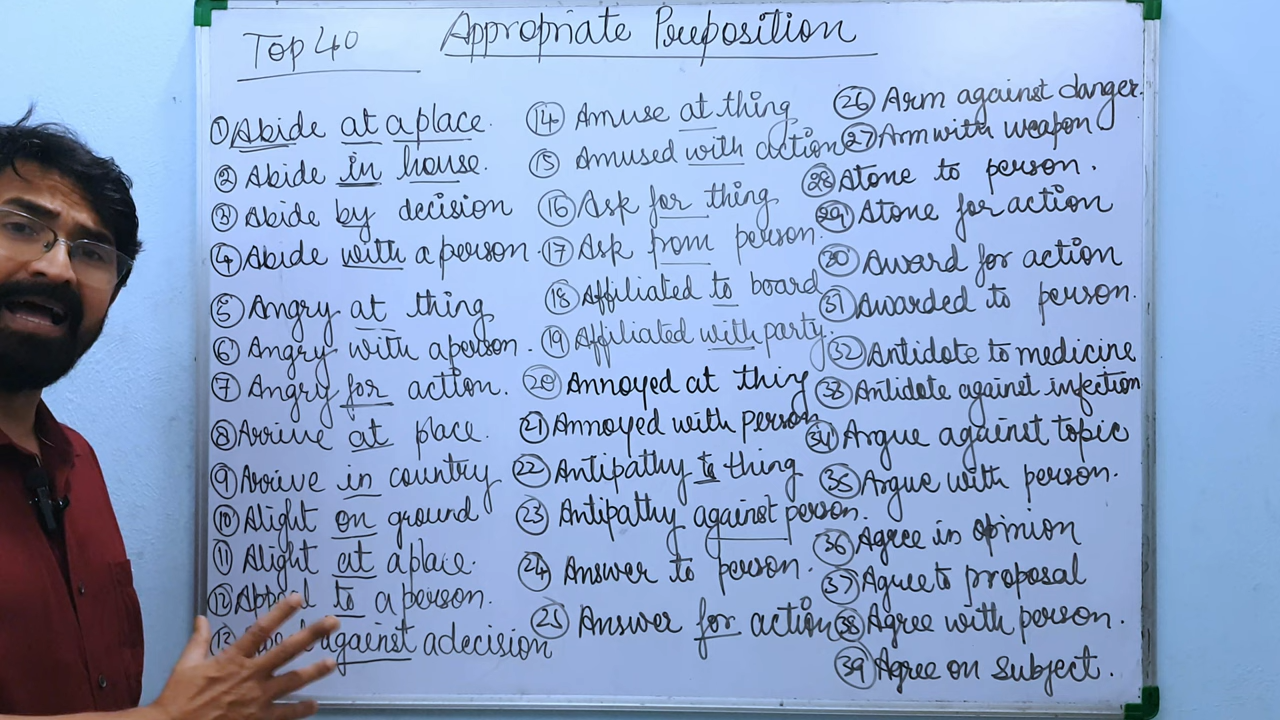 Top 40
Appropriate Preposition
① Abide at a place.
② Abide in house.
③ Abide by decision
④ Abide with a person.
⑤ Angry at thing
⑥ Angry with a person.
⑦ Angry for action.
⑧ Arrive at place.
⑨ Arrive in country
⑩ Alight on ground
⑪ Alight at a place.
⑫ Appeal to a person.
⑬ against a decision
⑭ Amuse at thing
⑮ Amused with action
⑯ Ask for thing
⑰ Ask from person.
⑱ Affiliated to board
⑲ Affiliated with party.
⑳ Annoyed at thing
㉑ Annoyed with person
㉒ Antipathy to thing
㉓ Antipathy against person.
㉔ Answer to person.
㉕ Answer for action
㉖ Arm against danger.
㉗ Arm with weapon
㉘ Atone to person.
㉙ Atone for action
㉚ Award for action
㉛ Awarded to person.
㉜ Antidote to medicine
㉝ Antidote against infection
㉞ Argue against topic
㉟ Argue with person.
㊱ Agree in opinion
㊲ Agree to proposal
㊳ Agree with person.
㊴ Agree on subject.